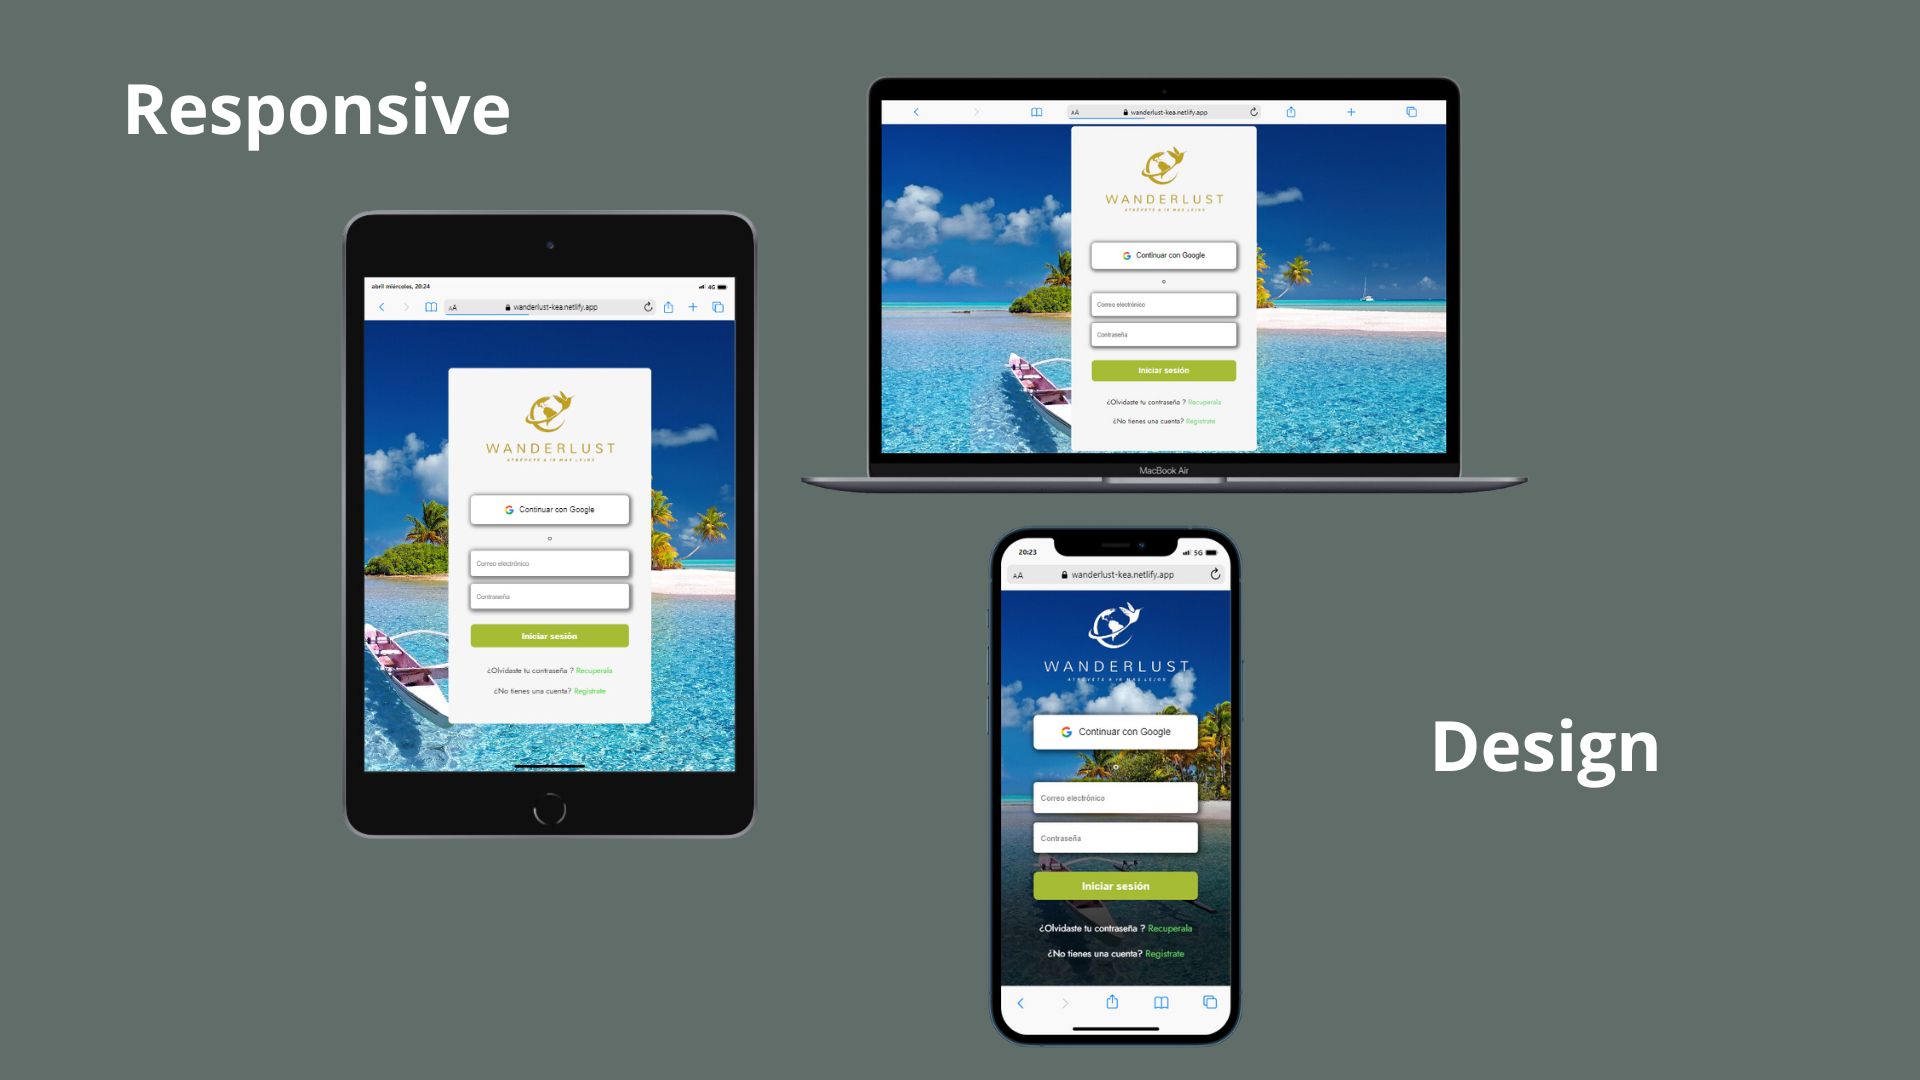 Responsive
wanderlust-kea.netlify.app
AA
WANDERLUST
ATRÉVETE A IR MAS LEJOS
Continuar con Google
o
Correo electrónico
Contraseña
Iniciar sesión
¿Olvidaste tu contraseña ? Recuperala
¿No tienes una cuenta? Registrate
MacBook Air
abril miércoles, 20:24
4G
AA
wanderlust-kea.netlify.app
WANDERLUST
ATRÉVETE A IR MAS LEJOS
Continuar con Google
o
Correo electrónico
Contraseña
Iniciar sesión
¿Olvidaste tu contraseña ? Recuperala
¿No tienes una cuenta? Registrate
20:23
5G
AA
wanderlust-kea.netlify.app
WANDERLUST
ATRÉVETE A IR MAS LEJOS
Continuar con Google
o
Correo electrónico
Contraseña
Iniciar sesión
¿Olvidaste tu contraseña ? Recuperala
¿No tienes una cuenta? Registrate
Design